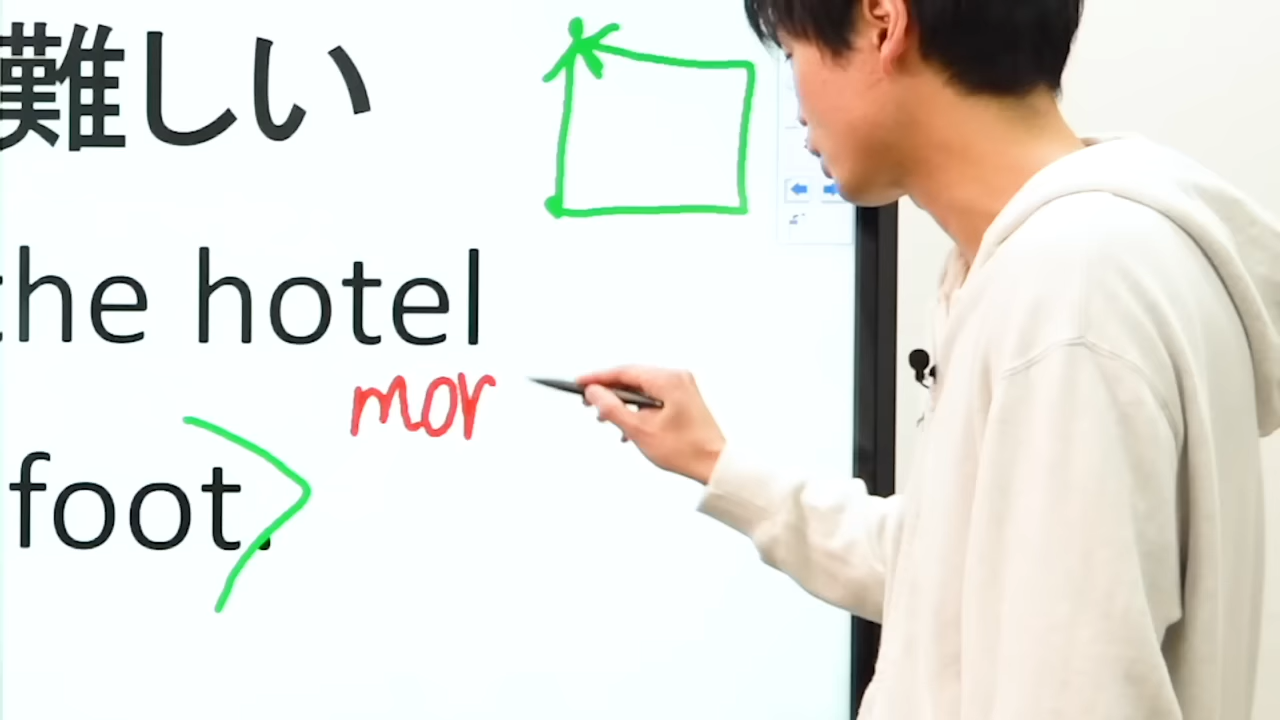 難しい
the hotel
mor
foot.